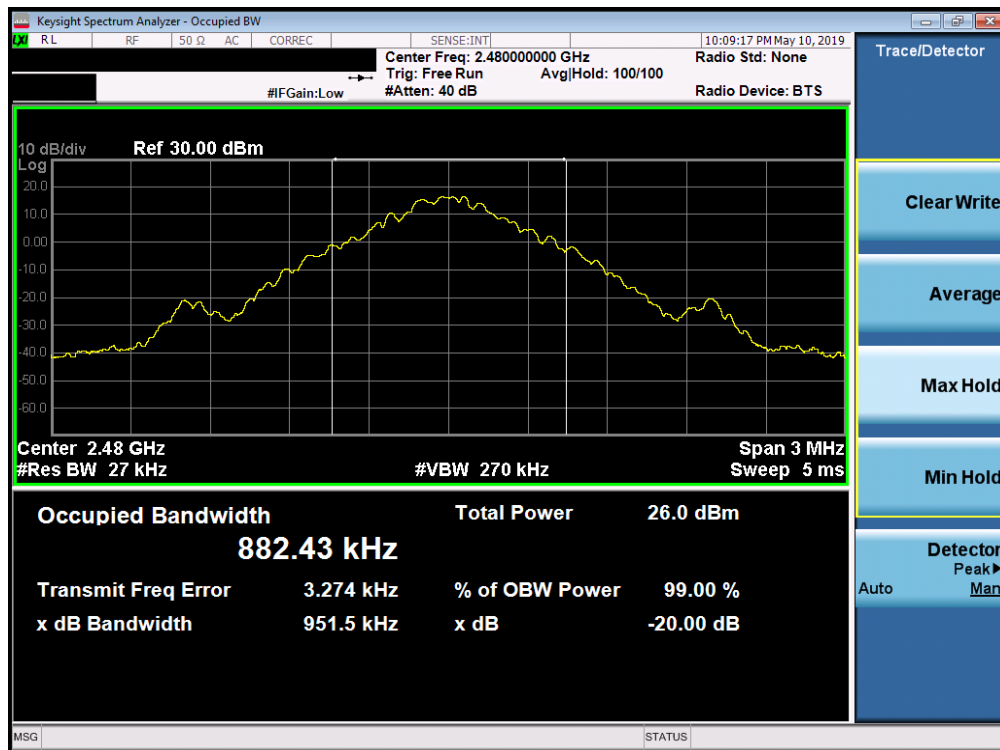 Keysight Spectrum Analyzer - Occupied BW
LXI RL RF 50 Ω AC CORREC SENSE:INT 10:09:17 PM May 10, 2019
Center Freq: 2.480000000 GHz Radio Std: None
Trig: Free Run Avg|Hold: 100/100
#IFGain:Low #Atten: 40 dB Radio Device: BTS
10 dB/div Ref 30.00 dBm
Log
20.0
10.0
0.00
-10.0
-20.0
-30.0
-40.0
-50.0
-60.0
Center 2.48 GHz Span 3 MHz
#Res BW 27 kHz #VBW 270 kHz Sweep 5 ms
Occupied Bandwidth Total Power 26.0 dBm
882.43 kHz
Transmit Freq Error 3.274 kHz % of OBW Power 99.00 %
x dB Bandwidth 951.5 kHz x dB -20.00 dB
MSG STATUS
Trace/Detector
Clear Write
Average
Max Hold
Min Hold
Detector
Peak▶
Auto Man